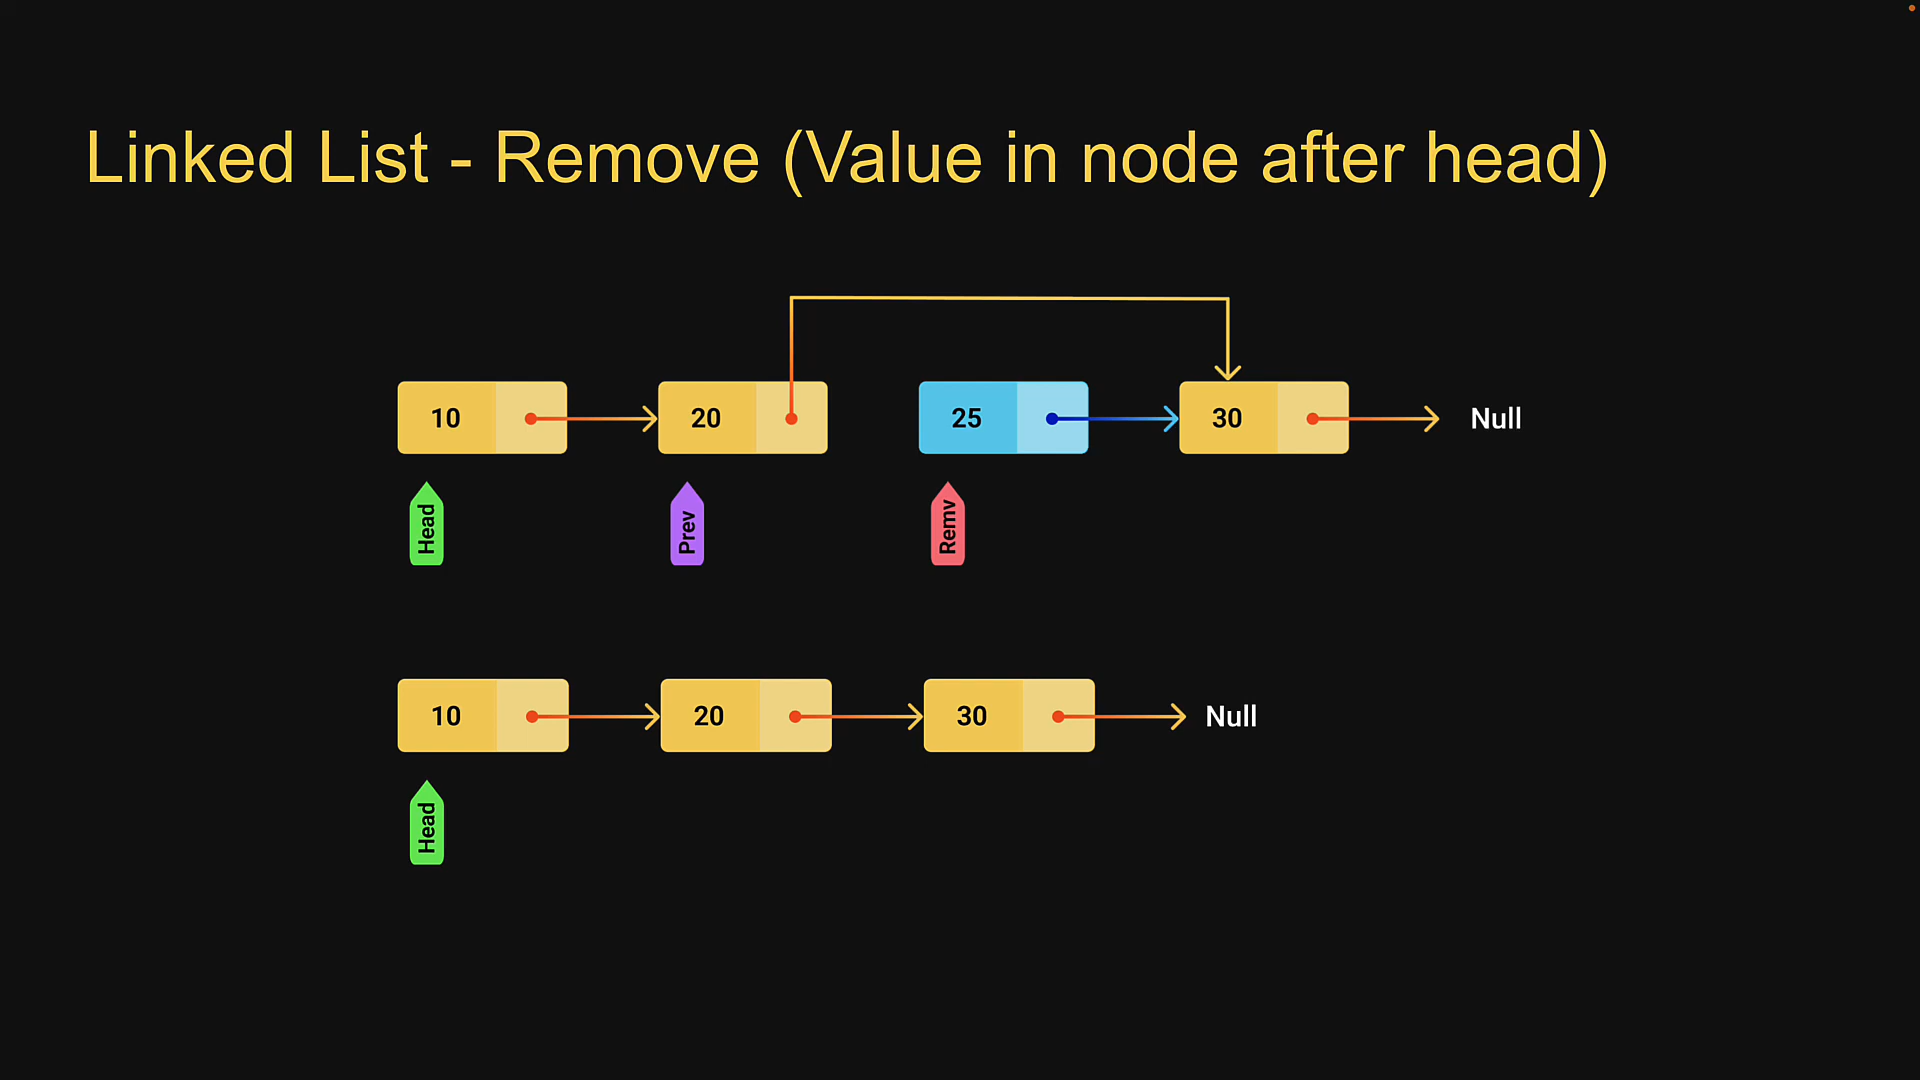 Linked List - Remove (Value in node after head)
10 20 25 30 Null
Head Prev Remv
10 20 30 Null
Head